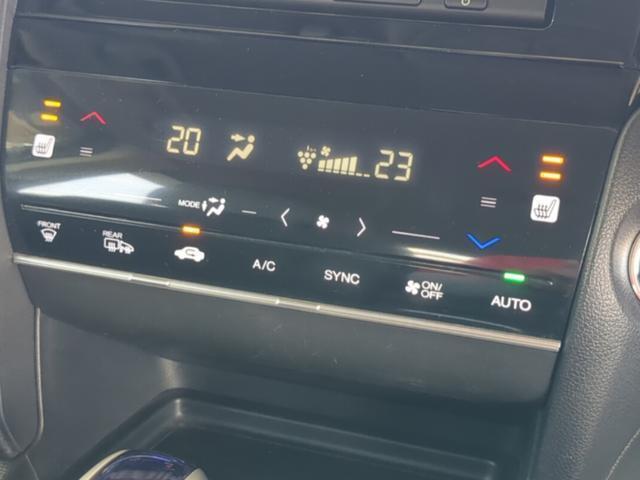 20 23
MODE
FRONT REAR
A/C SYNC ON/OFF AUTO